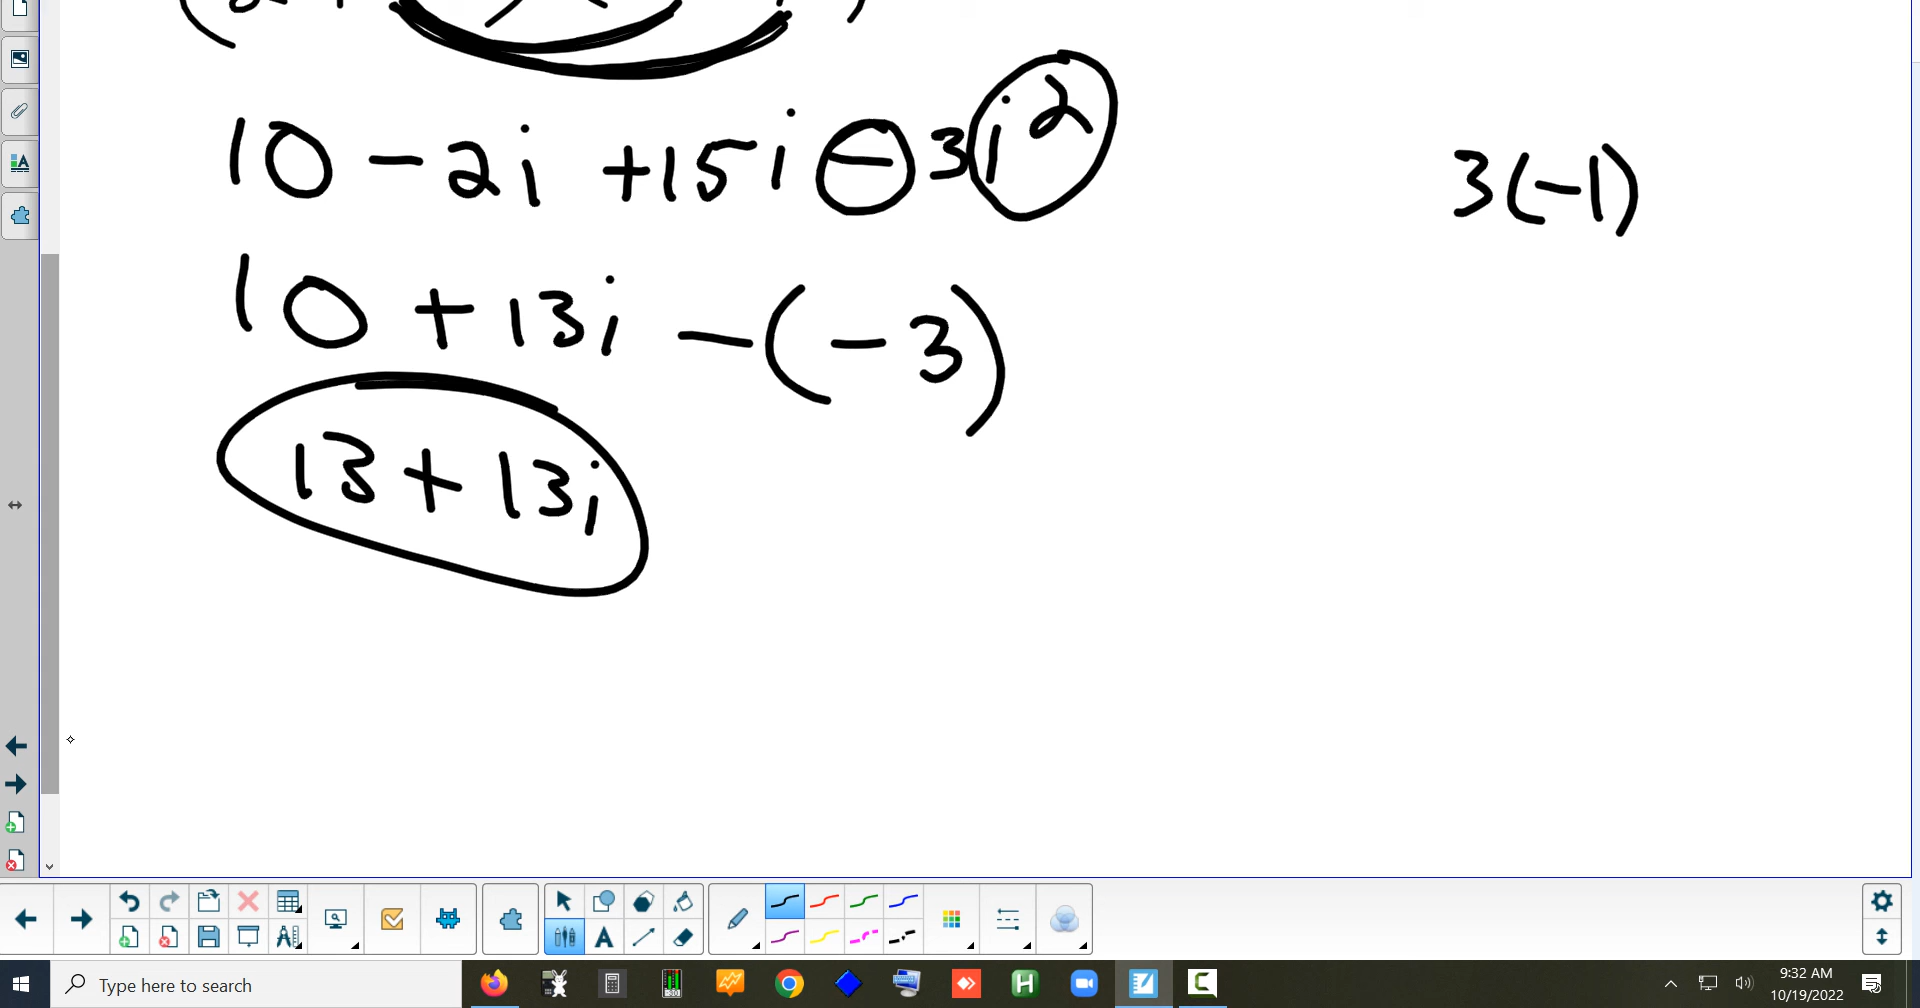 10 - 2i + 15i - 3i²
3(-1)
10 + 13i - (-3)
13 + 13i
Type here to search
9:32 AM
10/19/2022